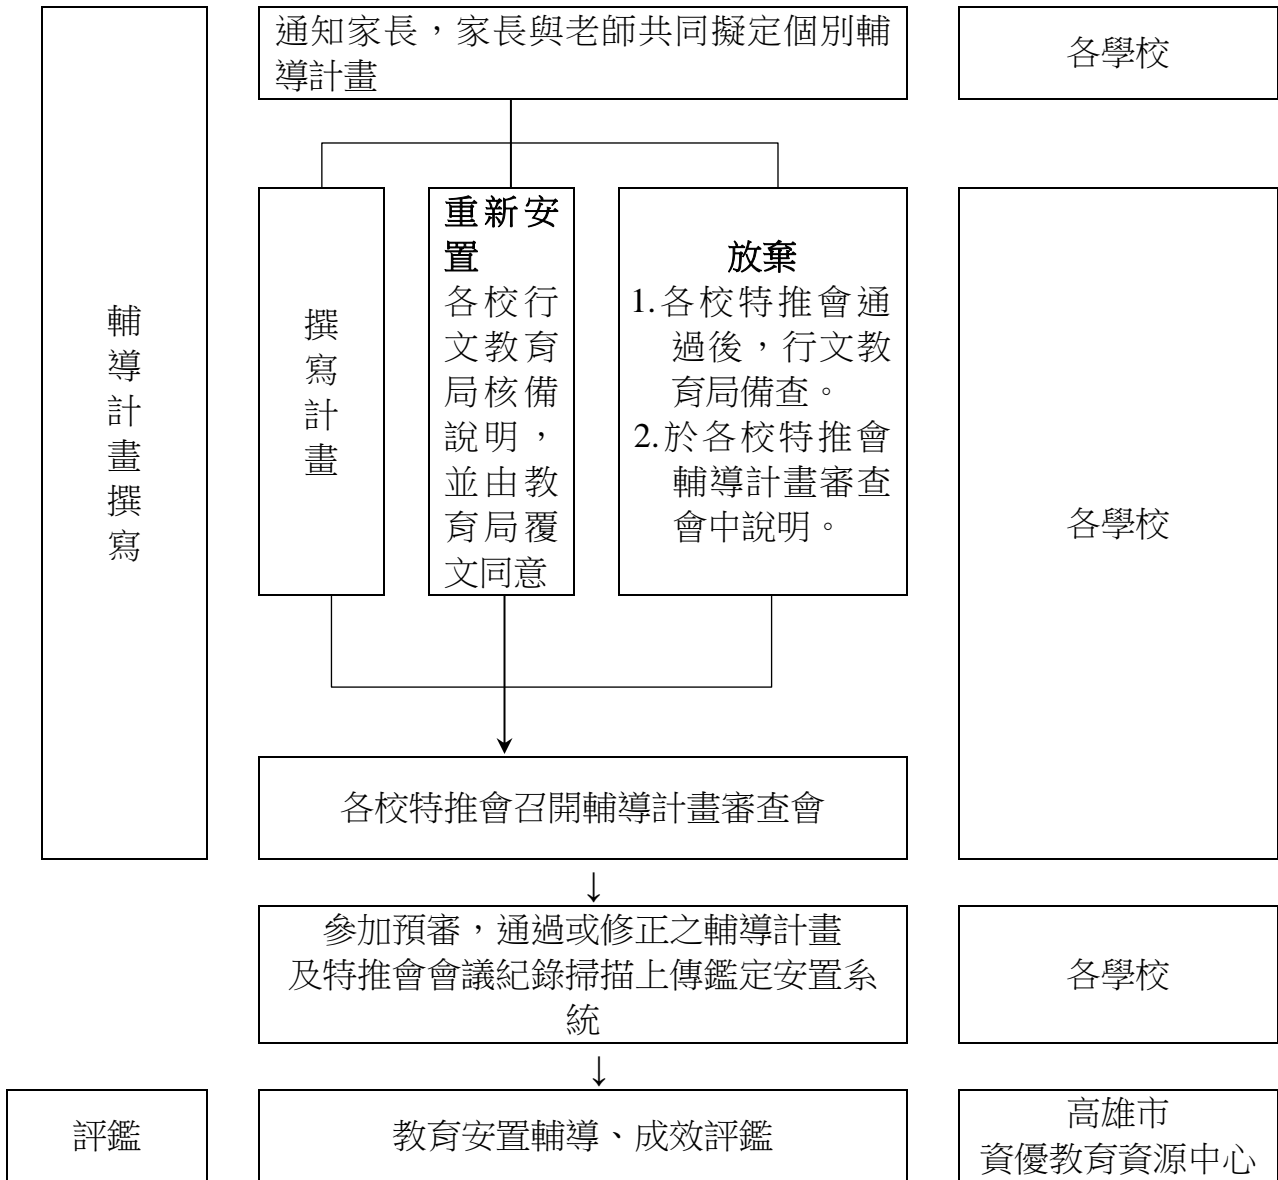 通知家長，家長與老師共同擬定個別輔
導計畫
各學校
輔導計畫撰寫
撰寫計畫
重新安
置
各校行
文教育
局核備
說明，
並由教
育局覆
文同意
放棄
1.各校特推會通
過後，行文教
育局備查。
2.於各校特推會
輔導計畫審查
會中說明。
各學校
各校特推會召開輔導計畫審查會
↓
參加預審，通過或修正之輔導計畫
及特推會會議紀錄掃描上傳鑑定安置系
統
各學校
↓
評鑑
教育安置輔導、成效評鑑
高雄市
資優教育資源中心